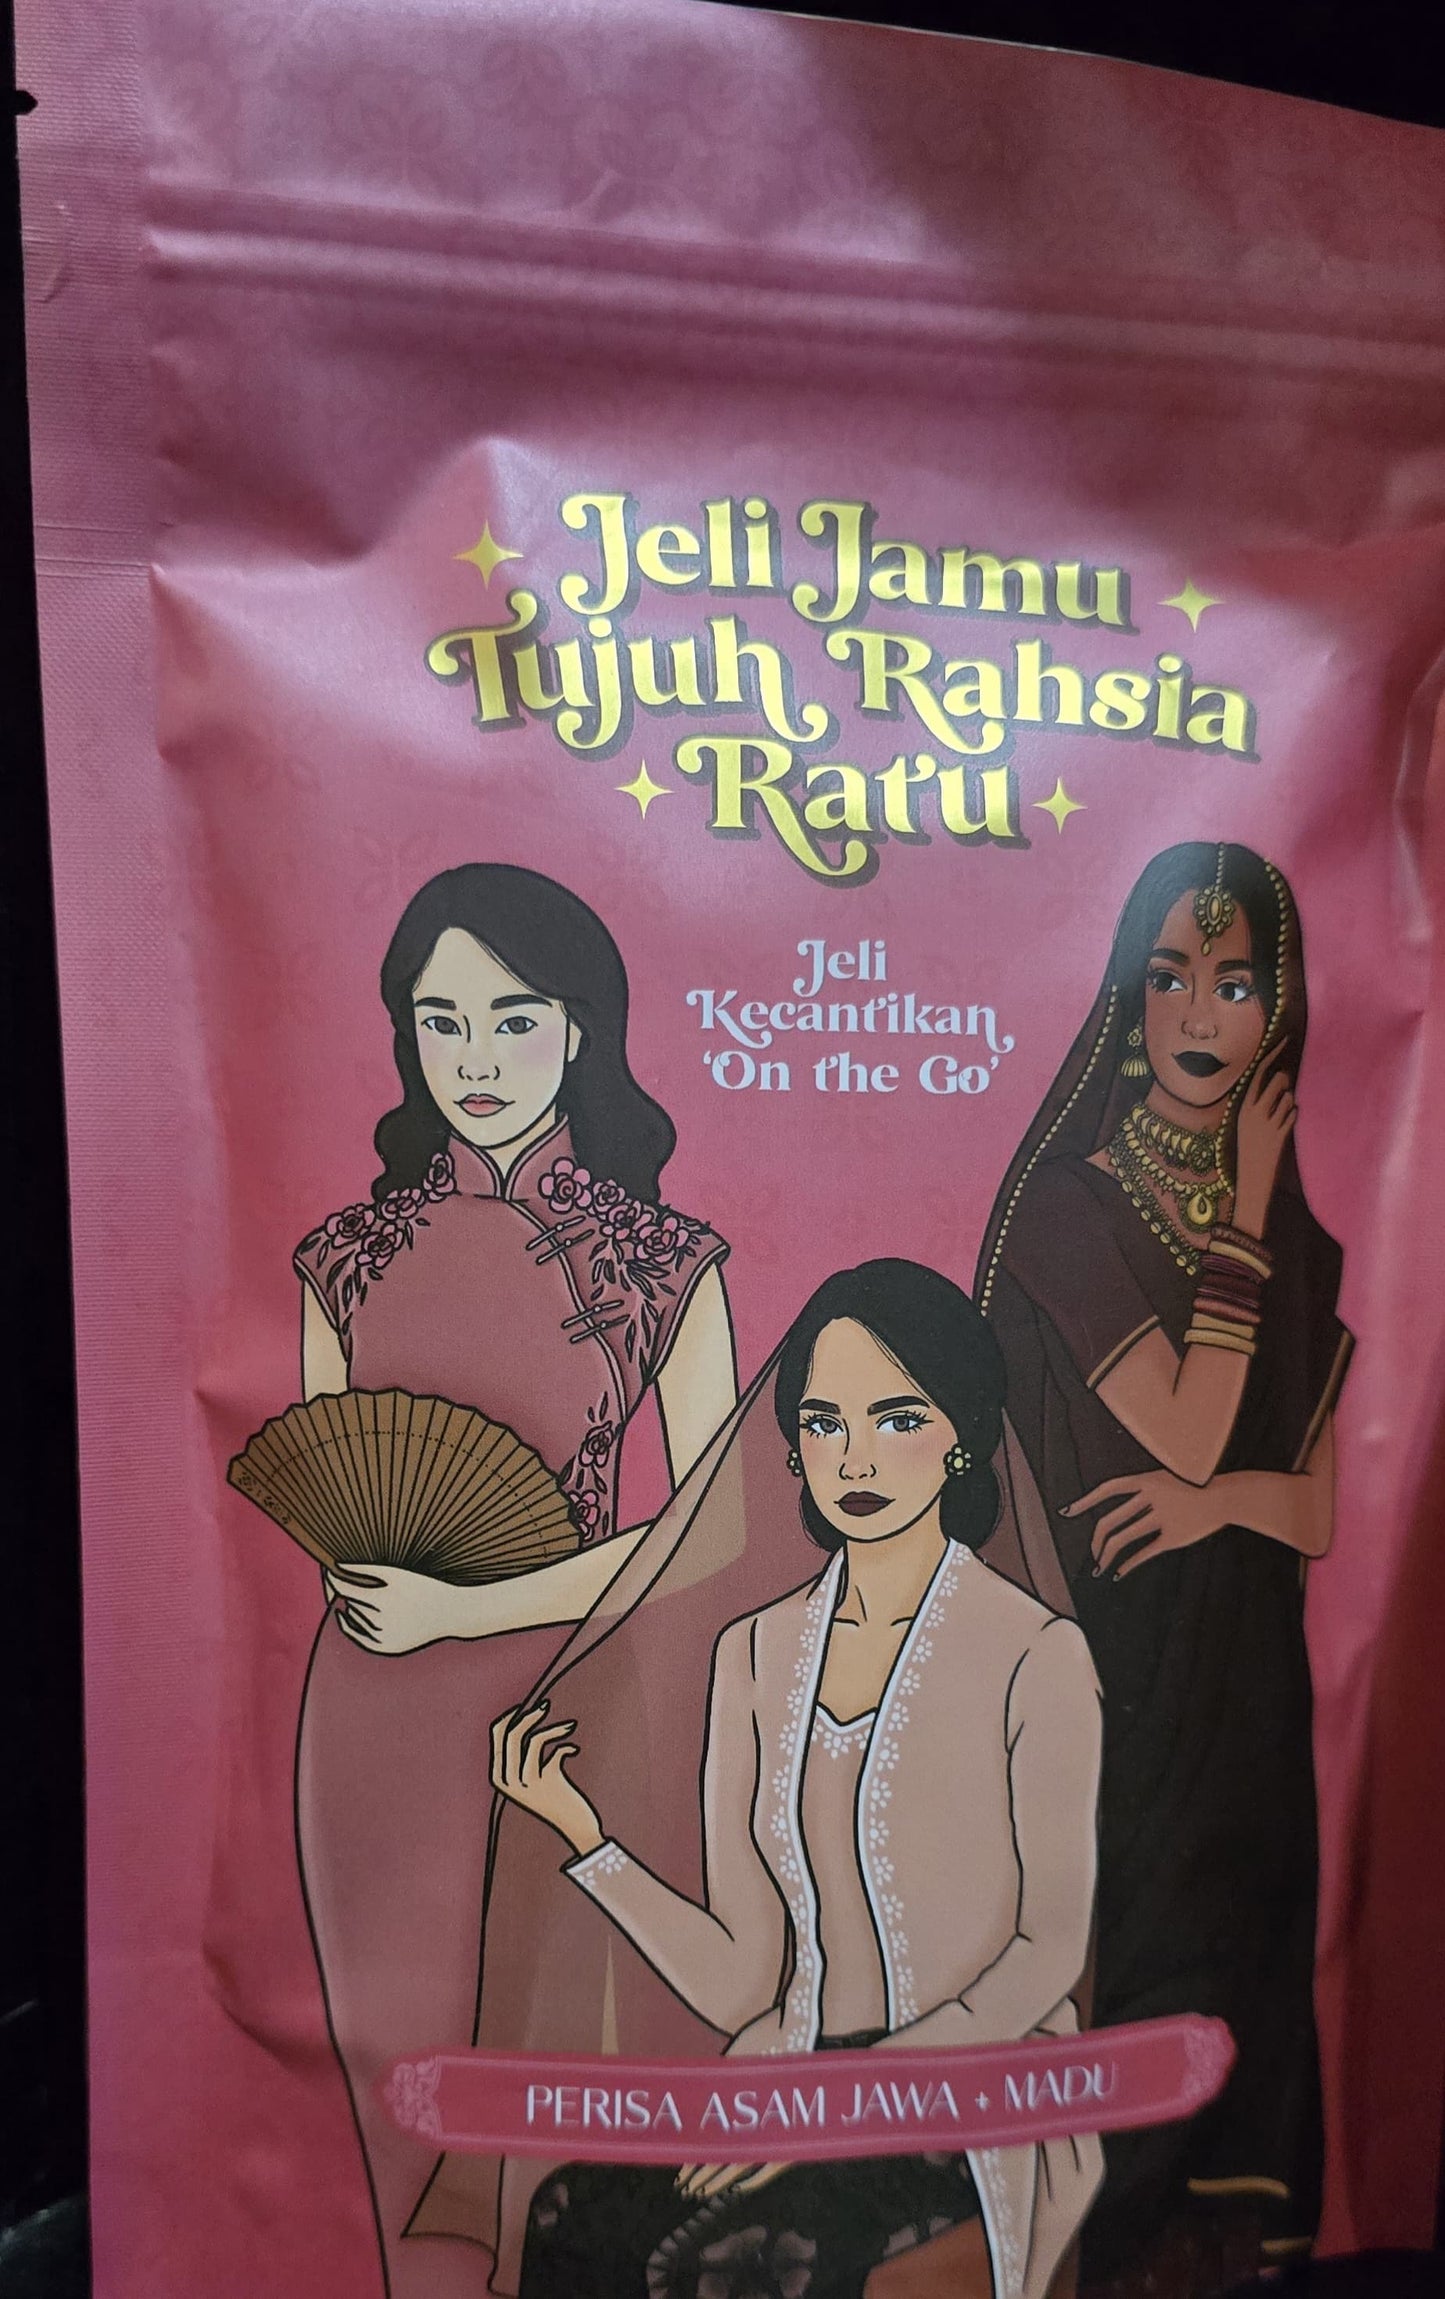 Jeli Jamu
Tujuh Rahsia
Ratu
Jeli
Kecantikan
'On the Go'
PERISA ASAM JAWA + MADU